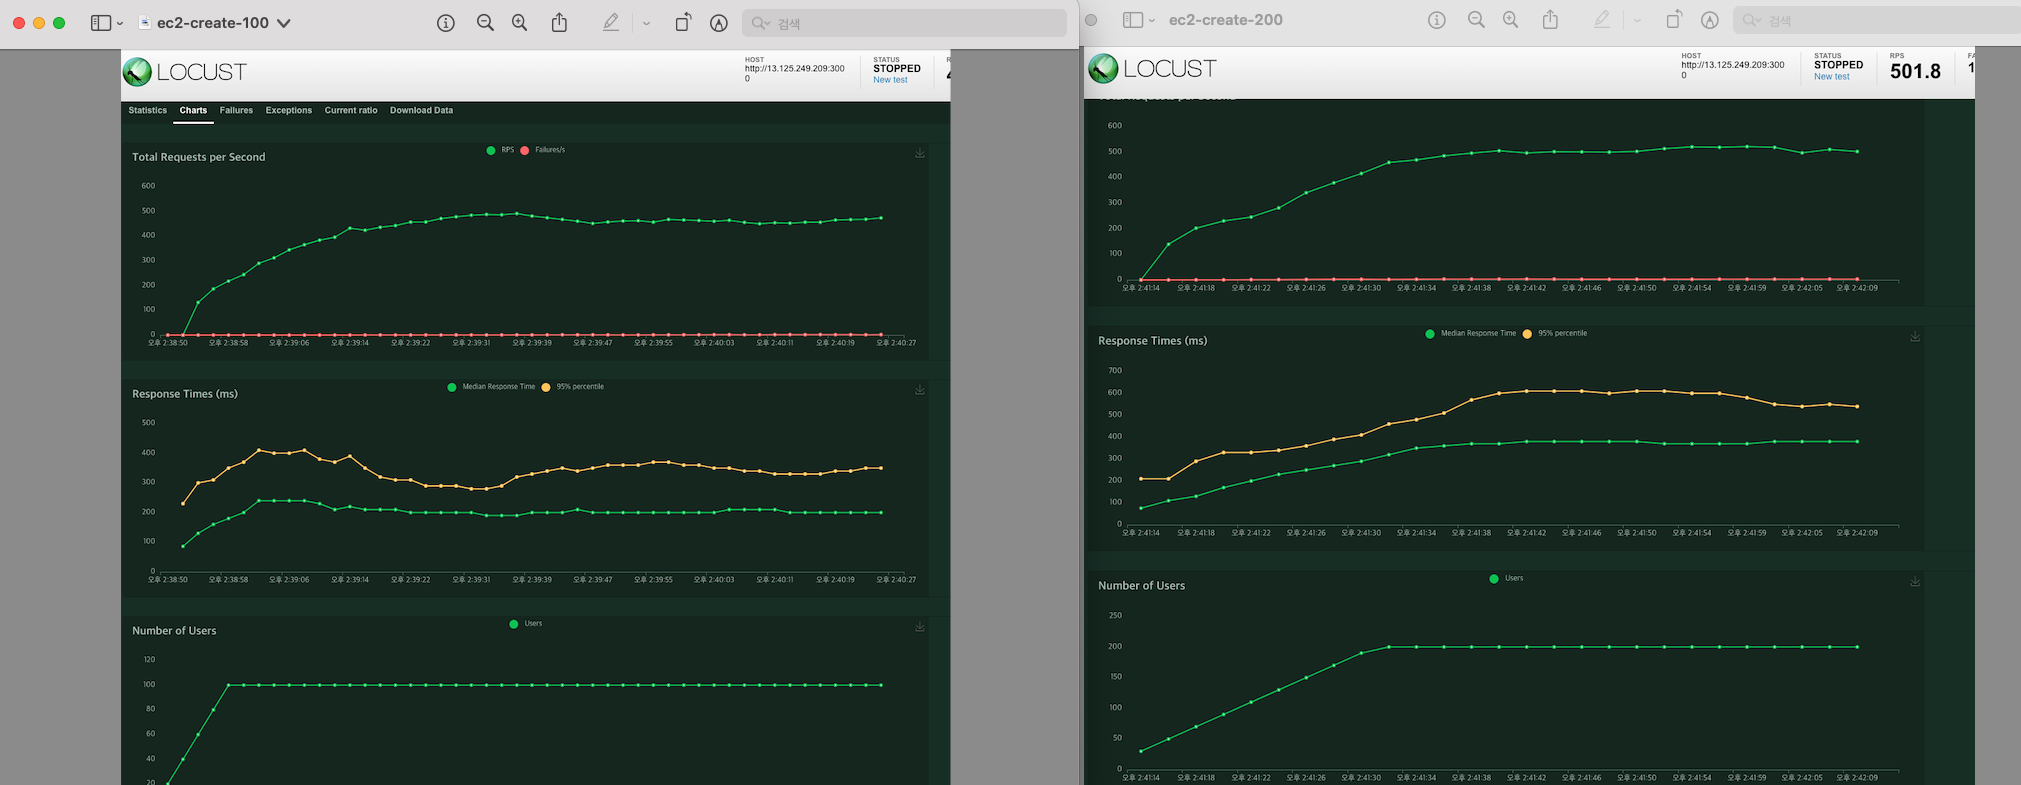 ec2-create-100
검색
LOCUST
HOST
http://13.125.249.209:300
0
STATUS
STOPPED
New test
Statistics
Charts
Failures
Exceptions
Current ratio
Download Data
Total Requests per Second
RPS
Failures/s
600
500
400
300
200
100
0
오후 2:38:50
오후 2:38:58
오후 2:39:06
오후 2:39:14
오후 2:39:22
오후 2:39:31
오후 2:39:39
오후 2:39:47
오후 2:39:55
오후 2:40:03
오후 2:40:11
오후 2:40:19
오후 2:40:27
Response Times (ms)
Median Response Time
95% percentile
500
400
300
200
100
0
오후 2:38:50
오후 2:38:58
오후 2:39:06
오후 2:39:14
오후 2:39:22
오후 2:39:31
오후 2:39:39
오후 2:39:47
오후 2:39:55
오후 2:40:03
오후 2:40:11
오후 2:40:19
오후 2:40:27
Number of Users
Users
120
100
80
60
40
20
ec2-create-200
검색
LOCUST
HOST
http://13.125.249.209:300
0
STATUS
STOPPED
New test
RPS
501.8
600
500
400
300
200
100
0
오후 2:41:14
오후 2:41:18
오후 2:41:22
오후 2:41:26
오후 2:41:30
오후 2:41:34
오후 2:41:38
오후 2:41:42
오후 2:41:46
오후 2:41:50
오후 2:41:54
오후 2:41:59
오후 2:42:05
오후 2:42:09
Response Times (ms)
Median Response Time
95% percentile
700
600
500
400
300
200
100
0
오후 2:41:14
오후 2:41:18
오후 2:41:22
오후 2:41:26
오후 2:41:30
오후 2:41:34
오후 2:41:38
오후 2:41:42
오후 2:41:46
오후 2:41:50
오후 2:41:54
오후 2:41:59
오후 2:42:05
오후 2:42:09
Number of Users
Users
250
200
150
100
50
0
오후 2:41:14
오후 2:41:18
오후 2:41:22
오후 2:41:26
오후 2:41:30
오후 2:41:34
오후 2:41:38
오후 2:41:42
오후 2:41:46
오후 2:41:50
오후 2:41:54
오후 2:41:59
오후 2:42:05
오후 2:42:09